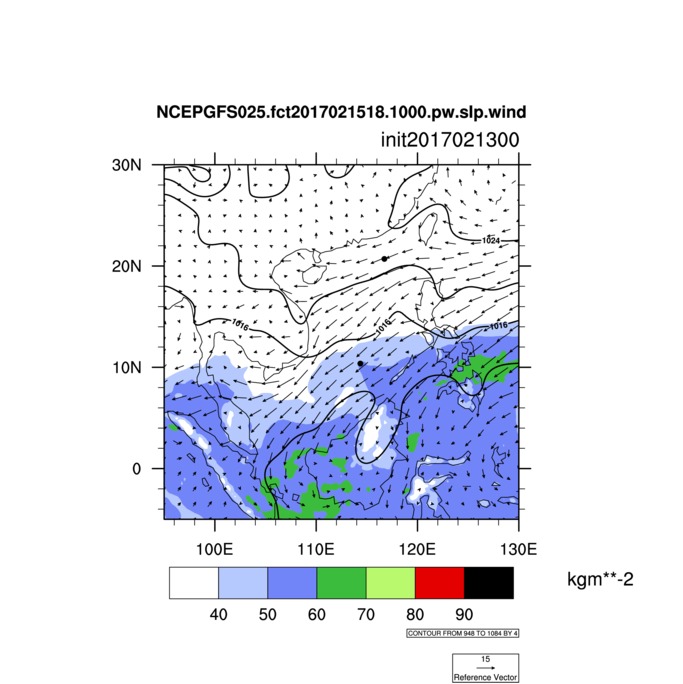 NCEPGFS025.fct2017021518.1000.pw.slp.wind
init2017021300
30N
1024
20N
1016
1016
1016
10N
0
100E 110E 120E 130E
kgm**-2
40 50 60 70 80 90
CONTOUR FROM 948 TO 1084 BY 4
15
Reference Vector